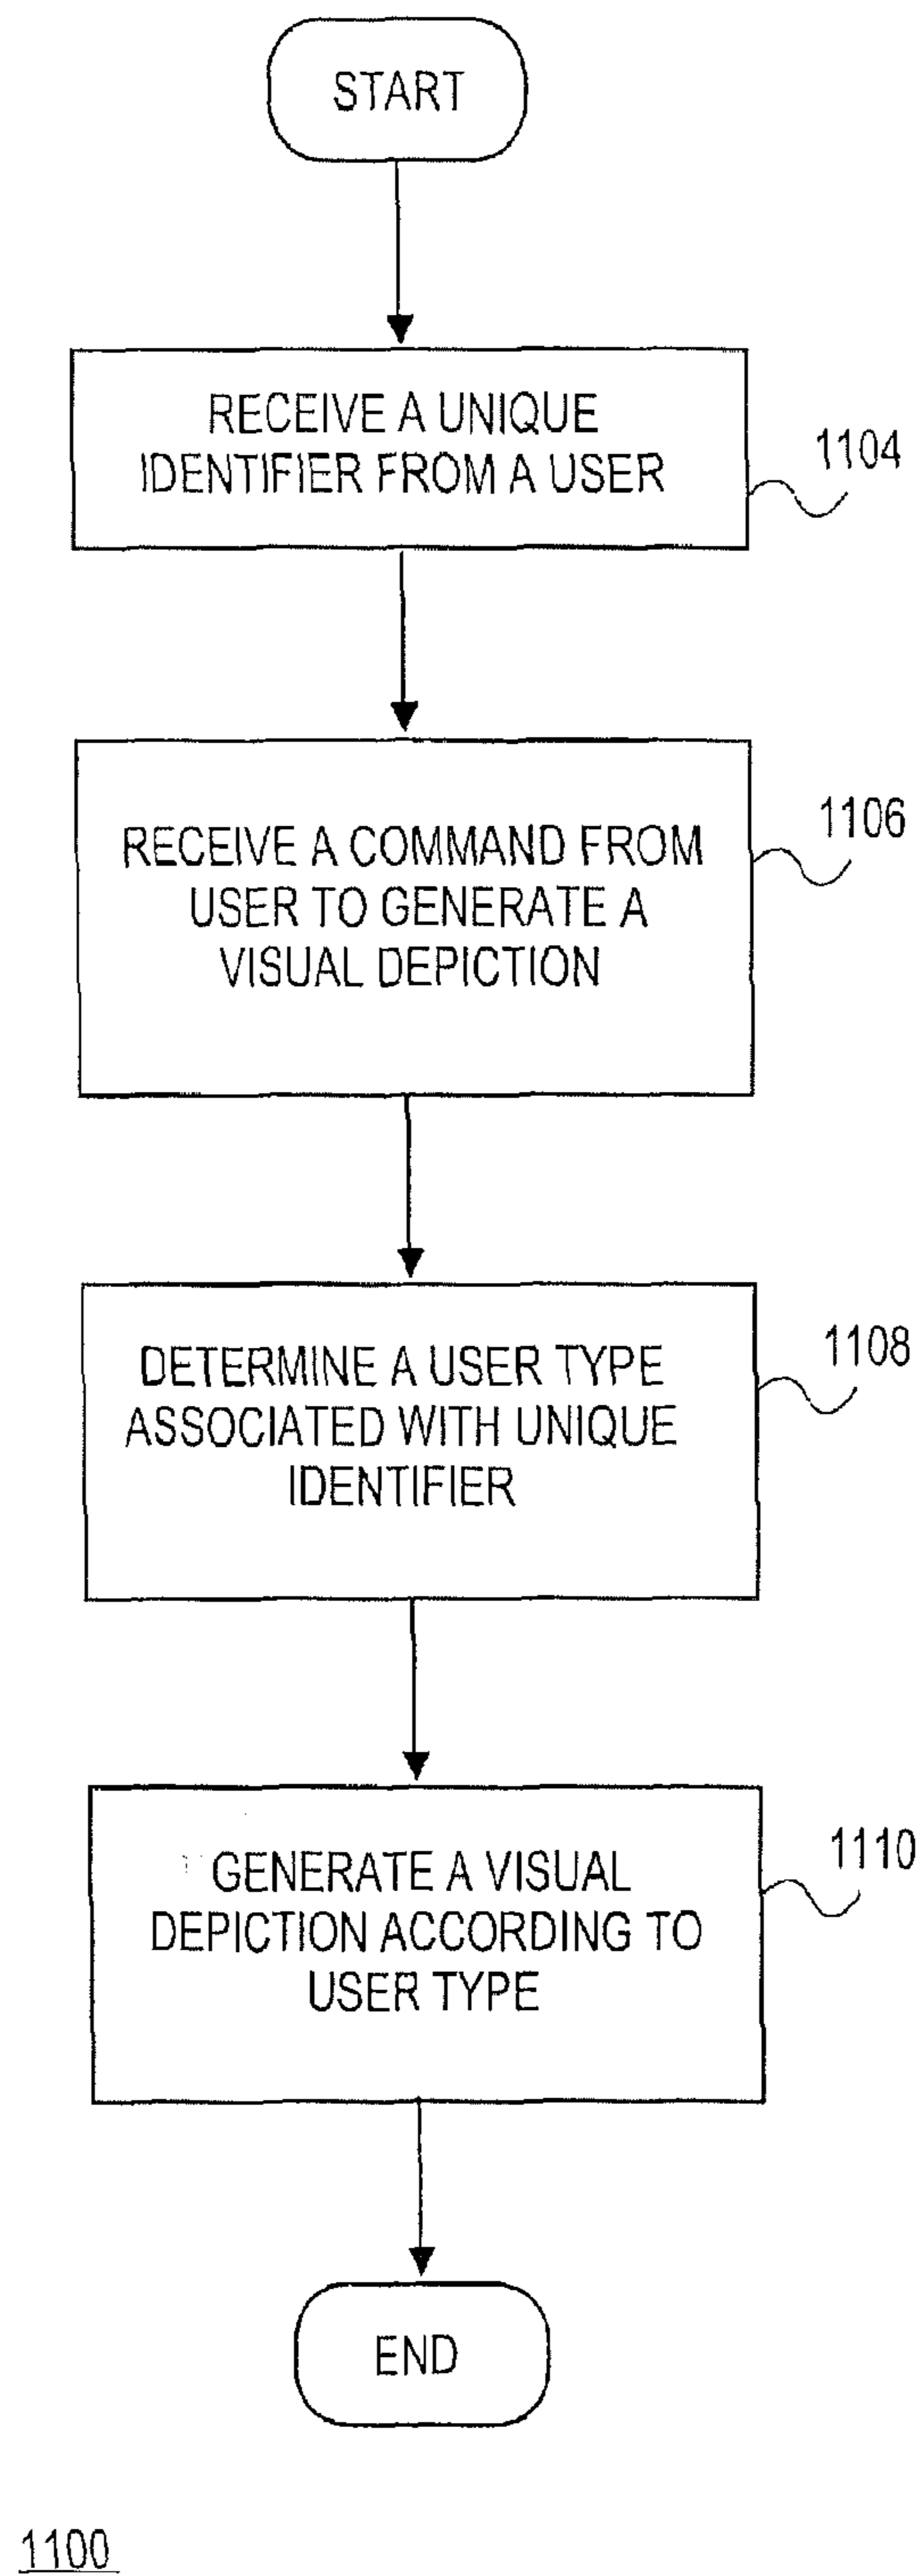 START
RECEIVE A UNIQUE
IDENTIFIER FROM A USER
1104
RECEIVE A COMMAND FROM
USER TO GENERATE A
VISUAL DEPICTION
1106
DETERMINE A USER TYPE
ASSOCIATED WITH UNIQUE
IDENTIFIER
1108
GENERATE A VISUAL
DEPICTION ACCORDING TO
USER TYPE
1110
END
1100